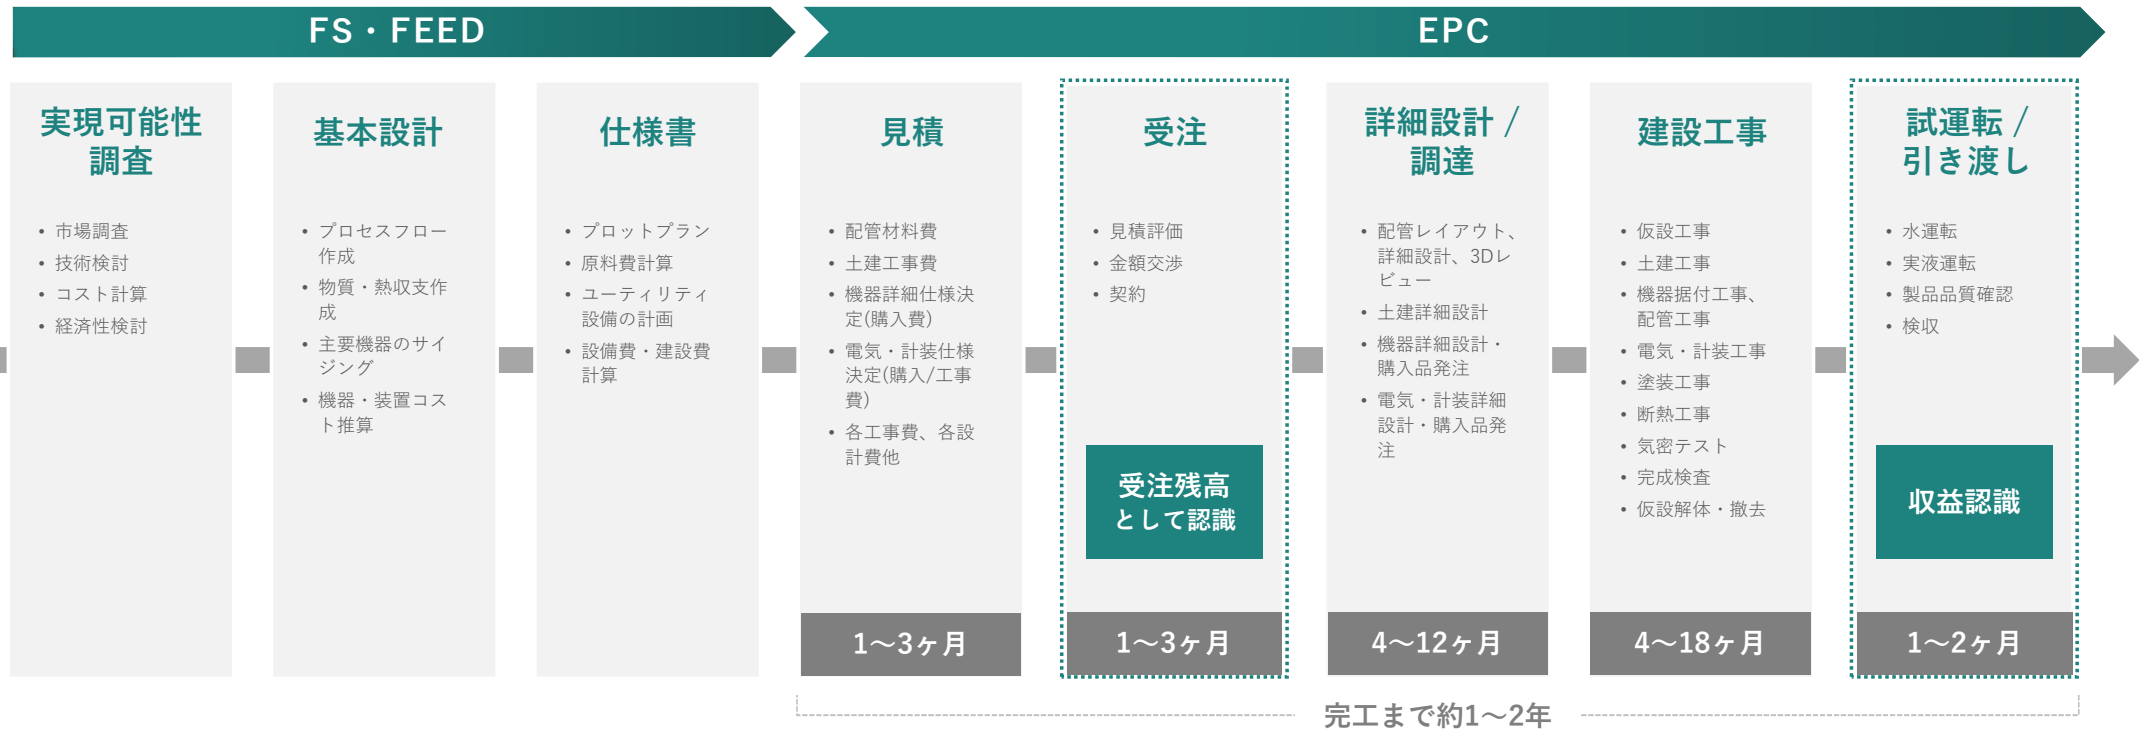 FS・FEED
EPC
実現可能性
調査
• 市場調査
• 技術検討
• コスト計算
• 経済性検討
基本設計
• プロセスフロー
作成
• 物質・熱収支作
成
• 主要機器のサイ
ジング
• 機器・装置コス
ト推算
仕様書
• プロットプラン
• 原料費計算
• ユーティリティ
設備の計画
• 設備費・建設費
計算
見積
• 配管材料費
• 土建工事費
• 機器詳細仕様決
定(購入費)
• 電気・計装仕様
決定(購入/工事
費)
• 各工事費、各設
計費他
1～3ヶ月
受注
• 見積評価
• 金額交渉
• 契約
受注残高
として認識
1～3ヶ月
詳細設計 /
調達
• 配管レイアウト、
詳細設計、3Dレ
ビュー
• 土建詳細設計
• 機器詳細設計・
購入品発注
• 電気・計装詳細
設計・購入品発
注
4～12ヶ月
建設工事
• 仮設工事
• 土建工事
• 機器据付工事、
配管工事
• 電気・計装工事
• 塗装工事
• 断熱工事
• 気密テスト
• 完成検査
• 仮設解体・撤去
4～18ヶ月
試運転 /
引き渡し
• 水運転
• 実液運転
• 製品品質確認
• 検収
収益認識
1～2ヶ月
完工まで約1～2年